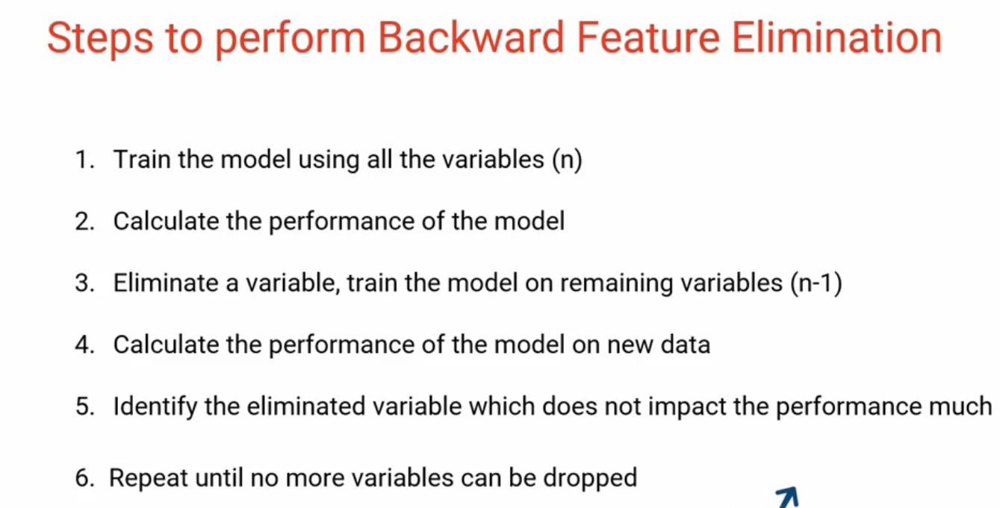 Steps to perform Backward Feature Elimination
1. Train the model using all the variables (n)
2. Calculate the performance of the model
3. Eliminate a variable, train the model on remaining variables (n-1)
4. Calculate the performance of the model on new data
5. Identify the eliminated variable which does not impact the performance much
6. Repeat until no more variables can be dropped